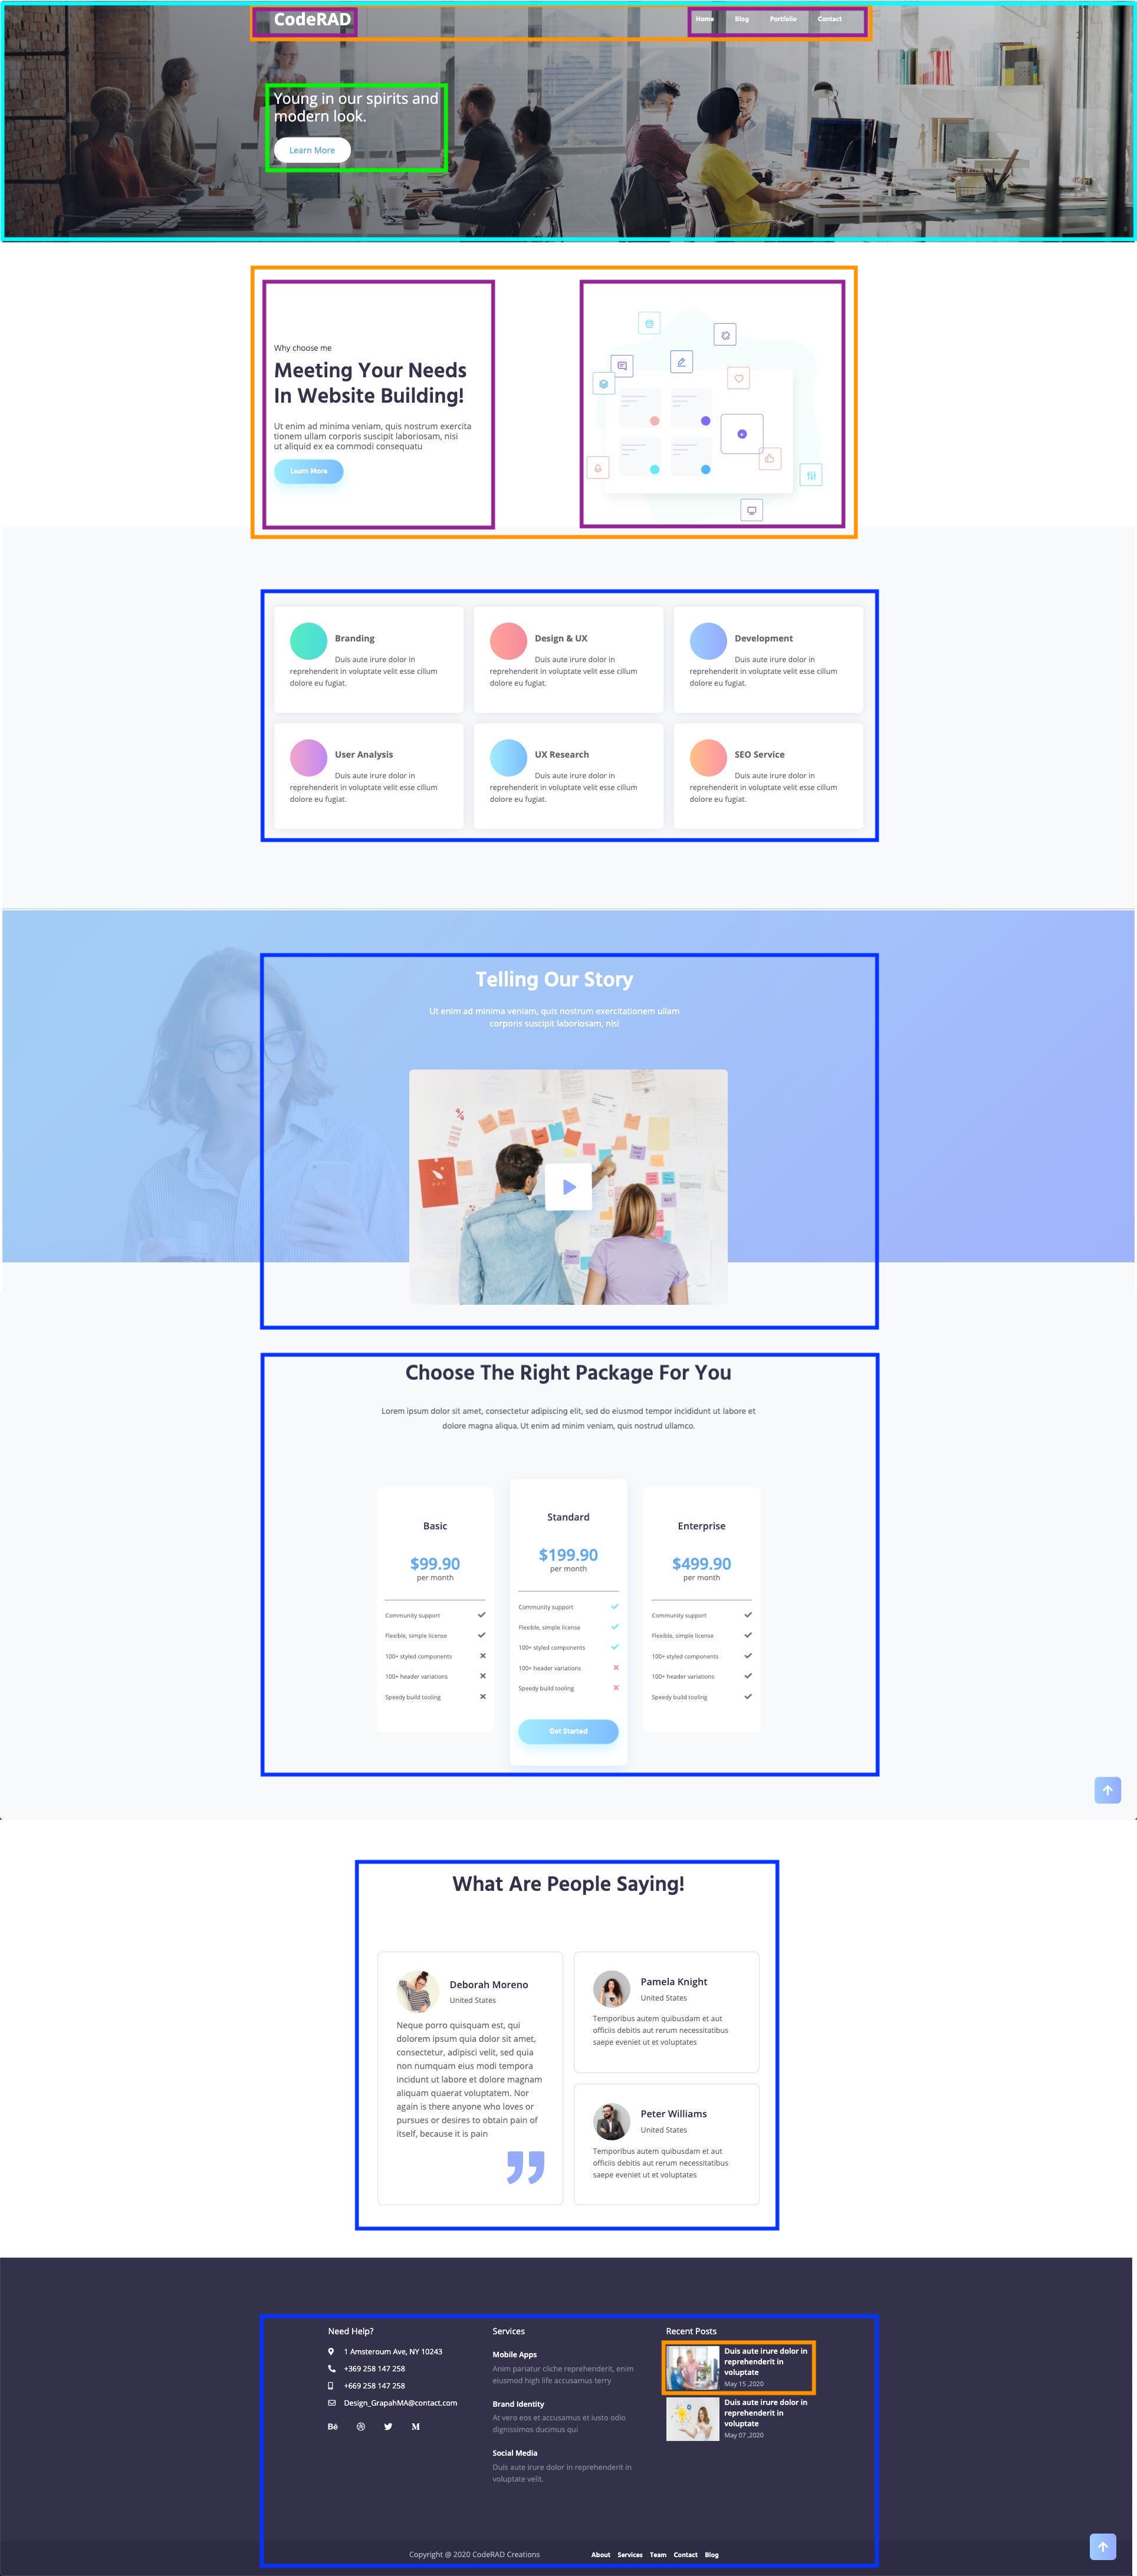 CodeRAD
Home Blog Portfolio Contact
Young in our spirits and
modern look.
Learn More
Why choose me
Meeting Your Needs
In Website Building!
Ut enim ad minima veniam, quis nostrum exercita
tionem ullam corporis suscipit laboriosam, nisi
ut aliquid ex ea commodi consequatu
Learn More
Branding
Duis aute irure dolor in
reprehenderit in voluptate velit esse cillum
dolore eu fugiat.
Design & UX
Duis aute irure dolor in
reprehenderit in voluptate velit esse cillum
dolore eu fugiat.
Development
Duis aute irure dolor in
reprehenderit in voluptate velit esse cillum
dolore eu fugiat.
User Analysis
Duis aute irure dolor in
reprehenderit in voluptate velit esse cillum
dolore eu fugiat.
UX Research
Duis aute irure dolor in
reprehenderit in voluptate velit esse cillum
dolore eu fugiat.
SEO Service
Duis aute irure dolor in
reprehenderit in voluptate velit esse cillum
dolore eu fugiat.
Telling Our Story
Ut enim ad minima veniam, quis nostrum exercitationem ullam
corporis suscipit laboriosam, nisi
Choose The Right Package For You
Lorem ipsum dolor sit amet, consectetur adipiscing elit, sed do eiusmod tempor incididunt ut labore et
dolore magna aliqua. Ut enim ad minim veniam, quis nostrud ullamco.
Basic
$99.90
per month
Community support
Flexible, simple license
100+ styled components
100+ header variations
Speedy build tooling
Standard
$199.90
per month
Community support
Flexible, simple license
100+ styled components
100+ header variations
Speedy build tooling
Get Started
Enterprise
$499.90
per month
Community support
Flexible, simple license
100+ styled components
100+ header variations
Speedy build tooling
What Are People Saying!
Deborah Moreno
United States
Neque porro quisquam est, qui
dolorem ipsum quia dolor sit amet,
consectetur, adipisci velit, sed quia
non numquam eius modi tempora
incidunt ut labore et dolore magnam
aliquam quaerat voluptatem. Nor
again is there anyone who loves or
pursues or desires to obtain pain of
itself, because it is pain
Pamela Knight
United States
Temporibus autem quibusdam et aut
officiis debitis aut rerum necessitatibus
saepe eveniet ut et voluptates
Peter Williams
United States
Temporibus autem quibusdam et aut
officiis debitis aut rerum necessitatibus
saepe eveniet ut et voluptates
Need Help?
1 Amsteroum Ave, NY 10243
+369 258 147 258
+669 258 147 258
Design_GrapahMA@contact.com
Services
Mobile Apps
Anim pariatur cliche reprehenderit, enim
eiusmod high life accusamus terry
Brand Identity
At vero eos et accusamus et iusto odio
dignissimos ducimus qui
Social Media
Duis aute irure dolor in reprehenderit in
voluptate velit.
Recent Posts
Duis aute irure dolor in
reprehenderit in
voluptate
May 15 ,2020
Duis aute irure dolor in
reprehenderit in
voluptate
May 07 ,2020
Copyright @ 2020 CodeRAD Creations
About Services Team Contact Blog